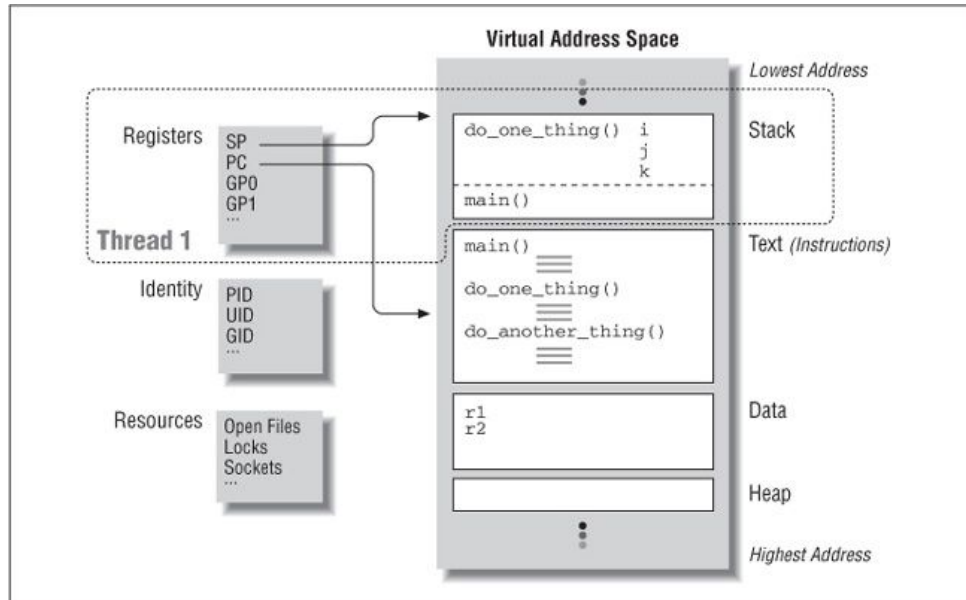 Virtual Address Space
Lowest Address
Registers
SP
PC
GP0
GP1
...
Thread 1
do_one_thing() i
j
k
main()
Stack
main()
do_one_thing()
do_another_thing()
Text (Instructions)
Identity
PID
UID
GID
...
Resources
Open Files
Locks
Sockets
...
r1
r2
Data
Heap
Highest Address